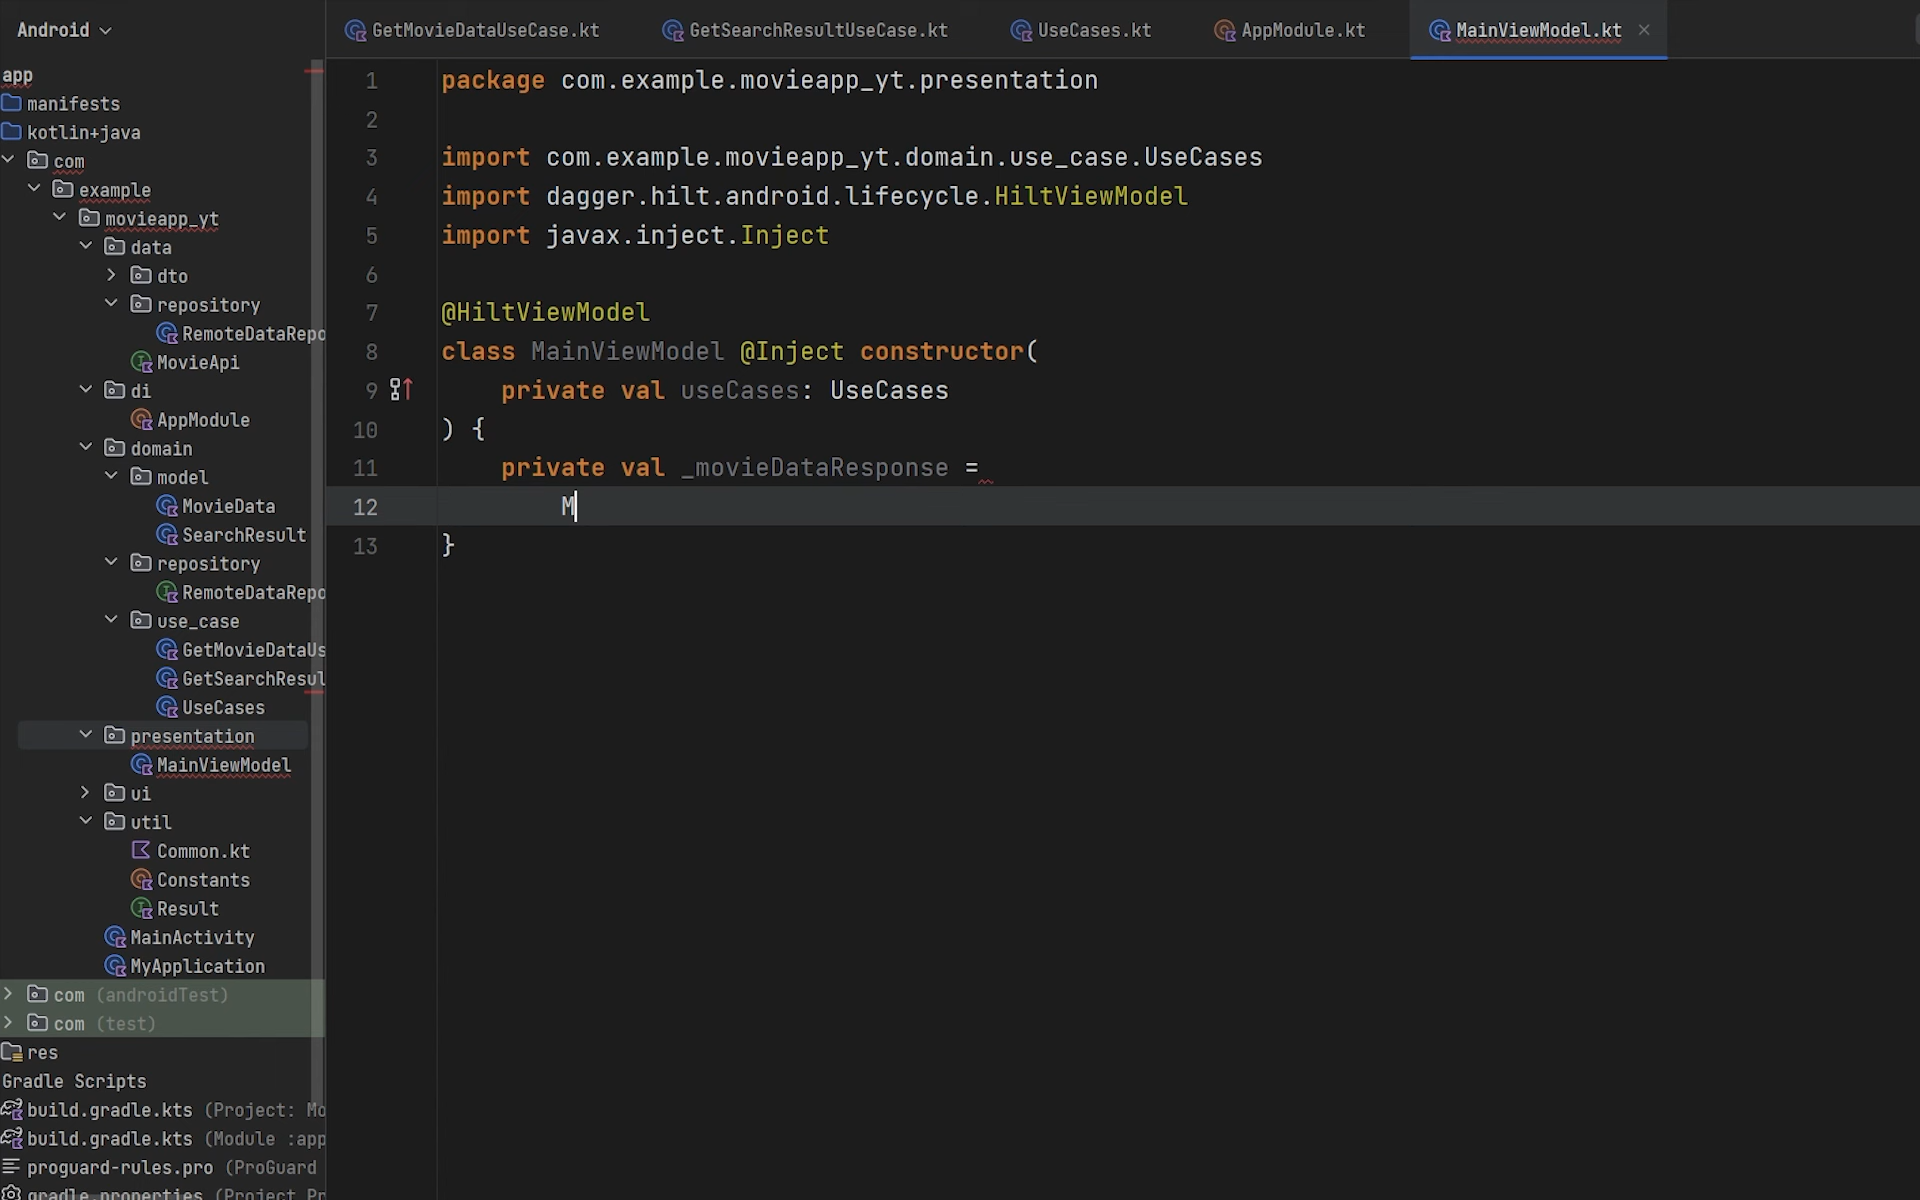 Android
GetMovieDataUseCase.kt
GetSearchResultUseCase.kt
UseCases.kt
AppModule.kt
MainViewModel.kt
app
manifests
kotlin+java
com
example
movieapp_yt
data
dto
repository
RemoteDataRepo
MovieApi
di
AppModule
domain
model
MovieData
SearchResult
repository
RemoteDataRepo
use_case
GetMovieDataUs
GetSearchResul
UseCases
presentation
MainViewModel
ui
util
Common.kt
Constants
Result
MainActivity
MyApplication
com (androidTest)
com (test)
res
Gradle Scripts
build.gradle.kts (Project: Mo
build.gradle.kts (Module :app
proguard-rules.pro (ProGuard
gradle.properties (Project Pr
1 package com.example.movieapp_yt.presentation
2
3 import com.example.movieapp_yt.domain.use_case.UseCases
4 import dagger.hilt.android.lifecycle.HiltViewModel
5 import javax.inject.Inject
6
7 @HiltViewModel
8 class MainViewModel @Inject constructor(
9 private val useCases: UseCases
10 ) {
11 private val _movieDataResponse =
12 M
13 }